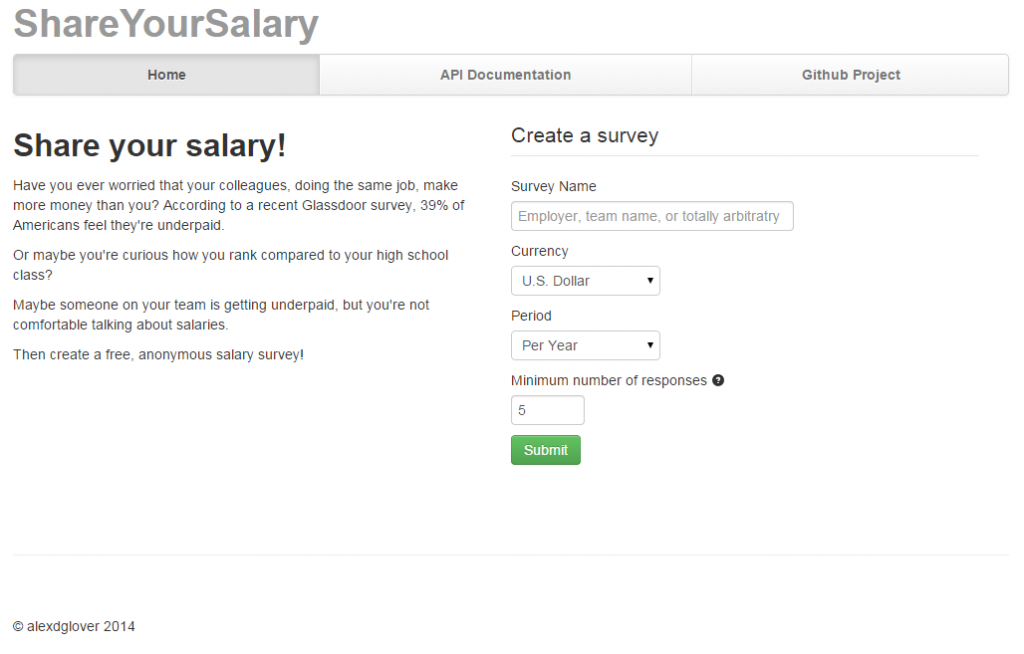 ShareYourSalary
Home
API Documentation
Github Project
Share your salary!
Have you ever worried that your colleagues, doing the same job, make
more money than you? According to a recent Glassdoor survey, 39% of
Americans feel they're underpaid.
Or maybe you're curious how you rank compared to your high school
class?
Maybe someone on your team is getting underpaid, but you're not
comfortable talking about salaries.
Then create a free, anonymous salary survey!
Create a survey
Survey Name
Employer, team name, or totally arbitratry
Currency
U.S. Dollar
Period
Per Year
Minimum number of responses ?
5
Submit
© alexdglover 2014